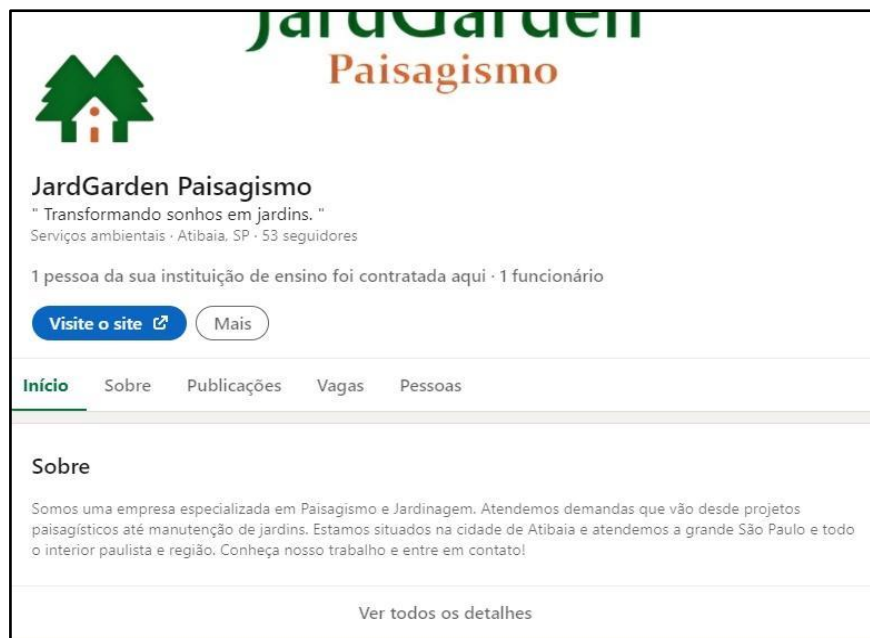 JardGarden
Paisagismo
JardGarden Paisagismo
" Transformando sonhos em jardins. "
Serviços ambientais · Atibaia, SP · 53 seguidores
1 pessoa da sua instituição de ensino foi contratada aqui · 1 funcionário
Visite o site Mais
Início Sobre Publicações Vagas Pessoas
Sobre
Somos uma empresa especializada em Paisagismo e Jardinagem. Atendemos demandas que vão desde projetos
paisagísticos até manutenção de jardins. Estamos situados na cidade de Atibaia e atendemos a grande São Paulo e todo
o interior paulista e região. Conheça nosso trabalho e entre em contato!
Ver todos os detalhes